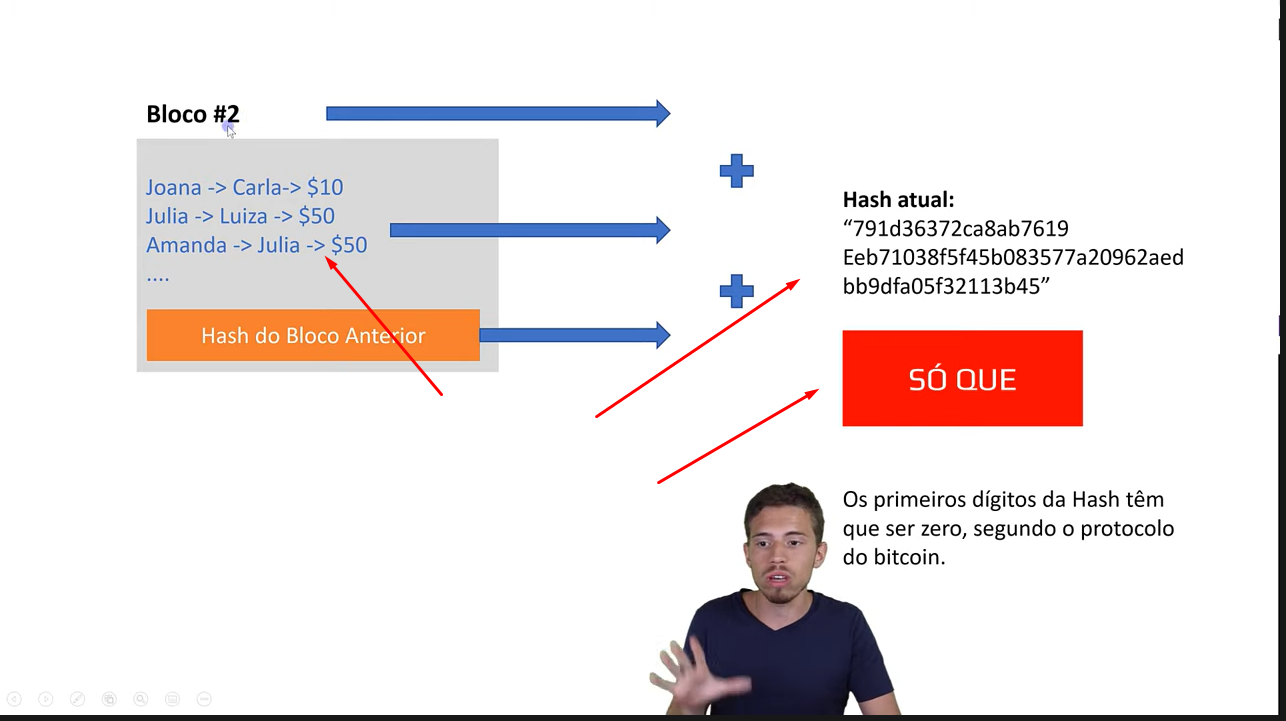 Bloco #2
Joana -> Carla-> $10
Julia -> Luiza -> $50
Amanda -> Julia -> $50
....
Hash do Bloco Anterior
Hash atual:
“791d36372ca8ab7619
Eeb71038f5f45b083577a20962aed
bb9dfa05f32113b45”
SÓ QUE
Os primeiros dígitos da Hash têm
que ser zero, segundo o protocolo
do bitcoin.